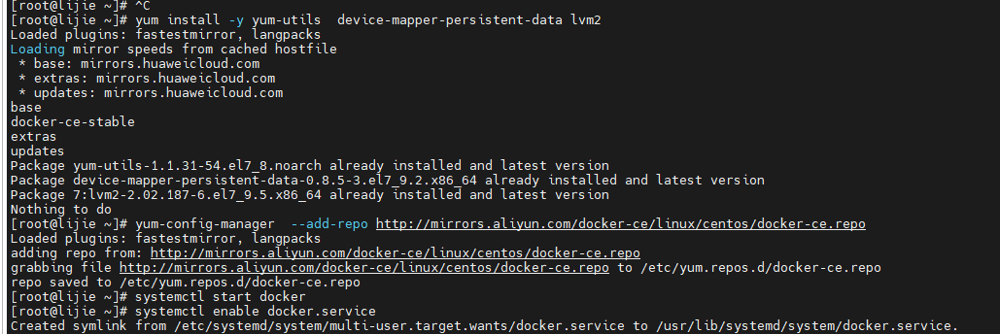 [root@lijie ~]# ^C
[root@lijie ~]# yum install -y yum-utils  device-mapper-persistent-data lvm2
Loaded plugins: fastestmirror, langpacks
Loading mirror speeds from cached hostfile
 * base: mirrors.huaweicloud.com
 * extras: mirrors.huaweicloud.com
 * updates: mirrors.huaweicloud.com
base
docker-ce-stable
extras
updates
Package yum-utils-1.1.31-54.el7_8.noarch already installed and latest version
Package device-mapper-persistent-data-0.8.5-3.el7_9.2.x86_64 already installed and latest version
Package 7:lvm2-2.02.187-6.el7_9.5.x86_64 already installed and latest version
Nothing to do
[root@lijie ~]# yum-config-manager  --add-repo http://mirrors.aliyun.com/docker-ce/linux/centos/docker-ce.repo
Loaded plugins: fastestmirror, langpacks
adding repo from: http://mirrors.aliyun.com/docker-ce/linux/centos/docker-ce.repo
grabbing file http://mirrors.aliyun.com/docker-ce/linux/centos/docker-ce.repo to /etc/yum.repos.d/docker-ce.repo
repo saved to /etc/yum.repos.d/docker-ce.repo
[root@lijie ~]# systemctl start docker
[root@lijie ~]# systemctl enable docker.service
Created symlink from /etc/systemd/system/multi-user.target.wants/docker.service to /usr/lib/systemd/system/docker.service.